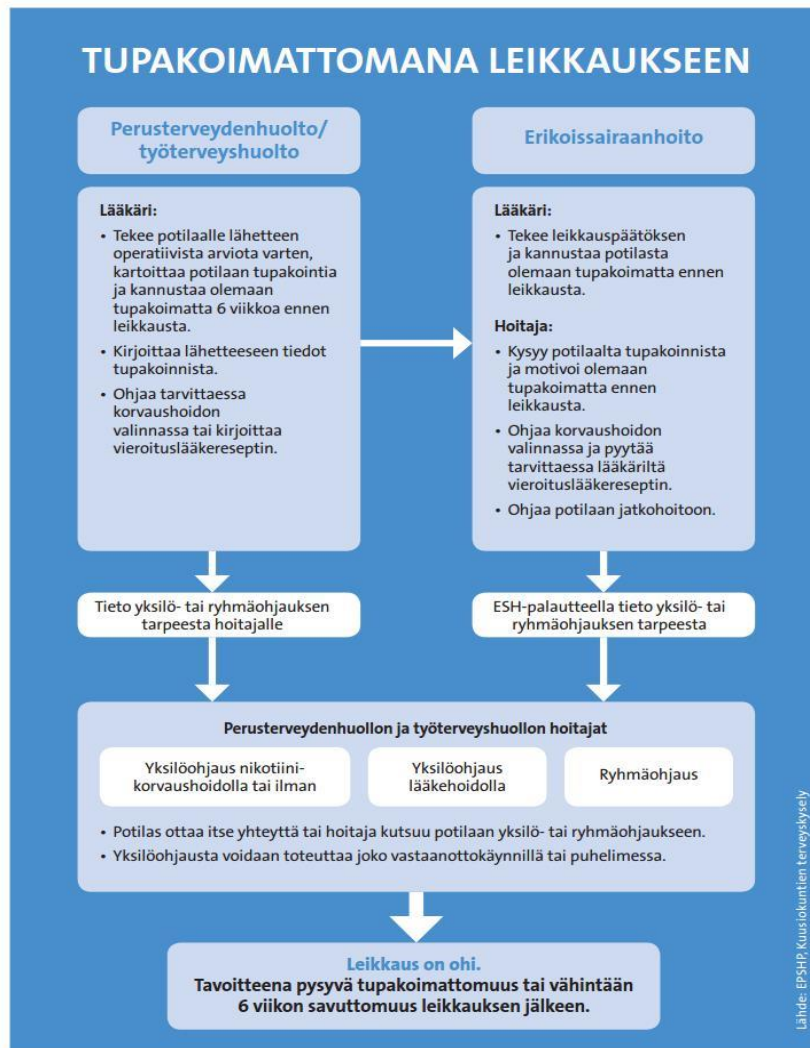 TUPAKOIMATTOMANA LEIKKAUKSEEN
Perusterveydenhuolto/
työterveyshuolto
Lääkäri:
• Tekee potilaalle lähetteen
operatiivista arviota varten,
kartoittaa potilaan tupakointia
ja kannustaa olemaan
tupakoimatta 6 viikkoa ennen
leikkausta.
• Kirjoittaa lähetteeseen tiedot
tupakoinnista.
• Ohjaa tarvittaessa
korvaushoidon
valinnassa tai kirjoittaa
vieroituslääkereseptin.
Erikoissairaanhoito
Lääkäri:
• Tekee leikkauspäätöksen
ja kannustaa potilasta
olemaan tupakoimatta ennen
leikkausta.
Hoitaja:
• Kysyy potilaalta tupakoinnista
ja motivoi olemaan
tupakoimatta ennen
leikkausta.
• Ohjaa korvaushoidon
valinnassa ja pyytää
tarvittaessa lääkäriltä
vieroituslääkereseptin.
• Ohjaa potilaan jatkohoitoon.
Tieto yksilö- tai ryhmäohjauksen
tarpeesta hoitajalle
ESH-palautteella tieto yksilö- tai
ryhmäohjauksen tarpeesta
Perusterveydenhuollon ja työterveyshuollon hoitajat
Yksilöohjaus nikotiini-
korvaushoidolla tai ilman
Yksilöohjaus
lääkehoidolla
Ryhmäohjaus
• Potilas ottaa itse yhteyttä tai hoitaja kutsuu potilaan yksilö- tai ryhmäohjaukseen.
• Yksilöohjausta voidaan toteuttaa joko vastaanottokäynnillä tai puhelimessa.
Leikkaus on ohi.
Tavoitteena pysyvä tupakoimattomuus tai vähintään
6 viikon savuttomuus leikkauksen jälkeen.
Lähde: EPSHP, Kuusiokuntien terveyskysely